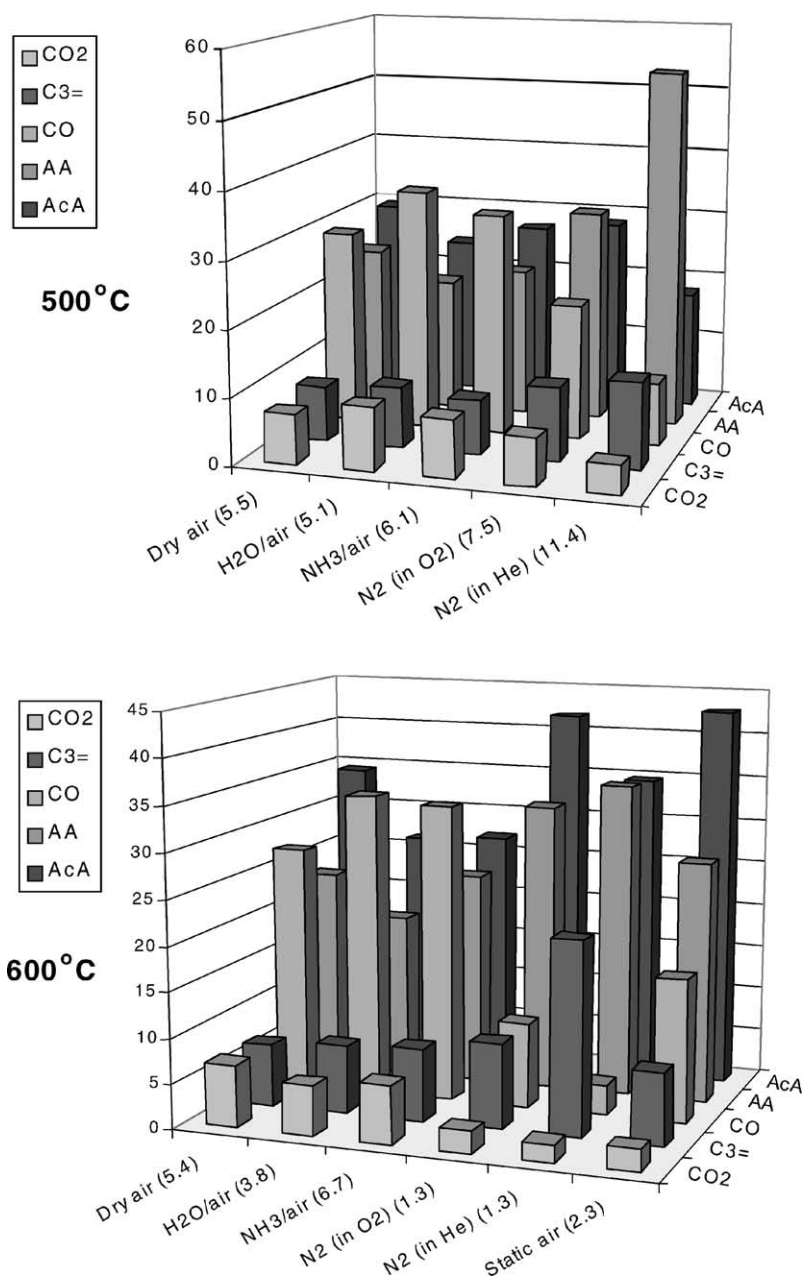 CO2
C3=
CO
AA
AcA
500°C
60
50
40
30
20
10
0
Dry air (5.5)
H2O/air (5.1)
NH3/air (6.1)
N2 (in O2) (7.5)
N2 (in He) (11.4)
AcA
AA
CO
C3=
CO2
CO2
C3=
CO
AA
AcA
600°C
45
40
35
30
25
20
15
10
5
0
Dry air (5.4)
H2O/air (3.8)
NH3/air (6.7)
N2 (in O2) (1.3)
N2 (in He) (1.3)
Static air (2.3)
AcA
AA
CO
C3=
CO2